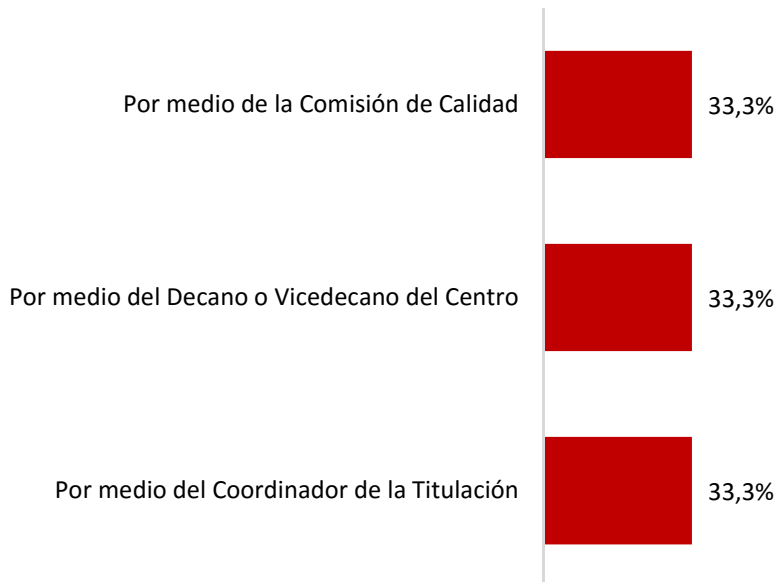 Por medio de la Comisión de Calidad
33,3%
Por medio del Decano o Vicedecano del Centro
33,3%
Por medio del Coordinador de la Titulación
33,3%